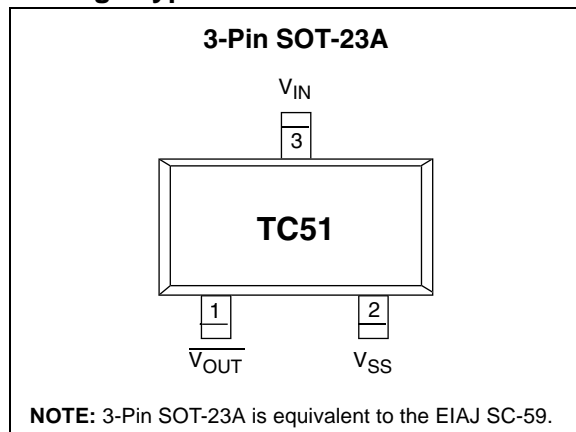 3-Pin SOT-23A
VIN
3
TC51
1
2
VOUT
VSS
NOTE: 3-Pin SOT-23A is equivalent to the EIAJ SC-59.